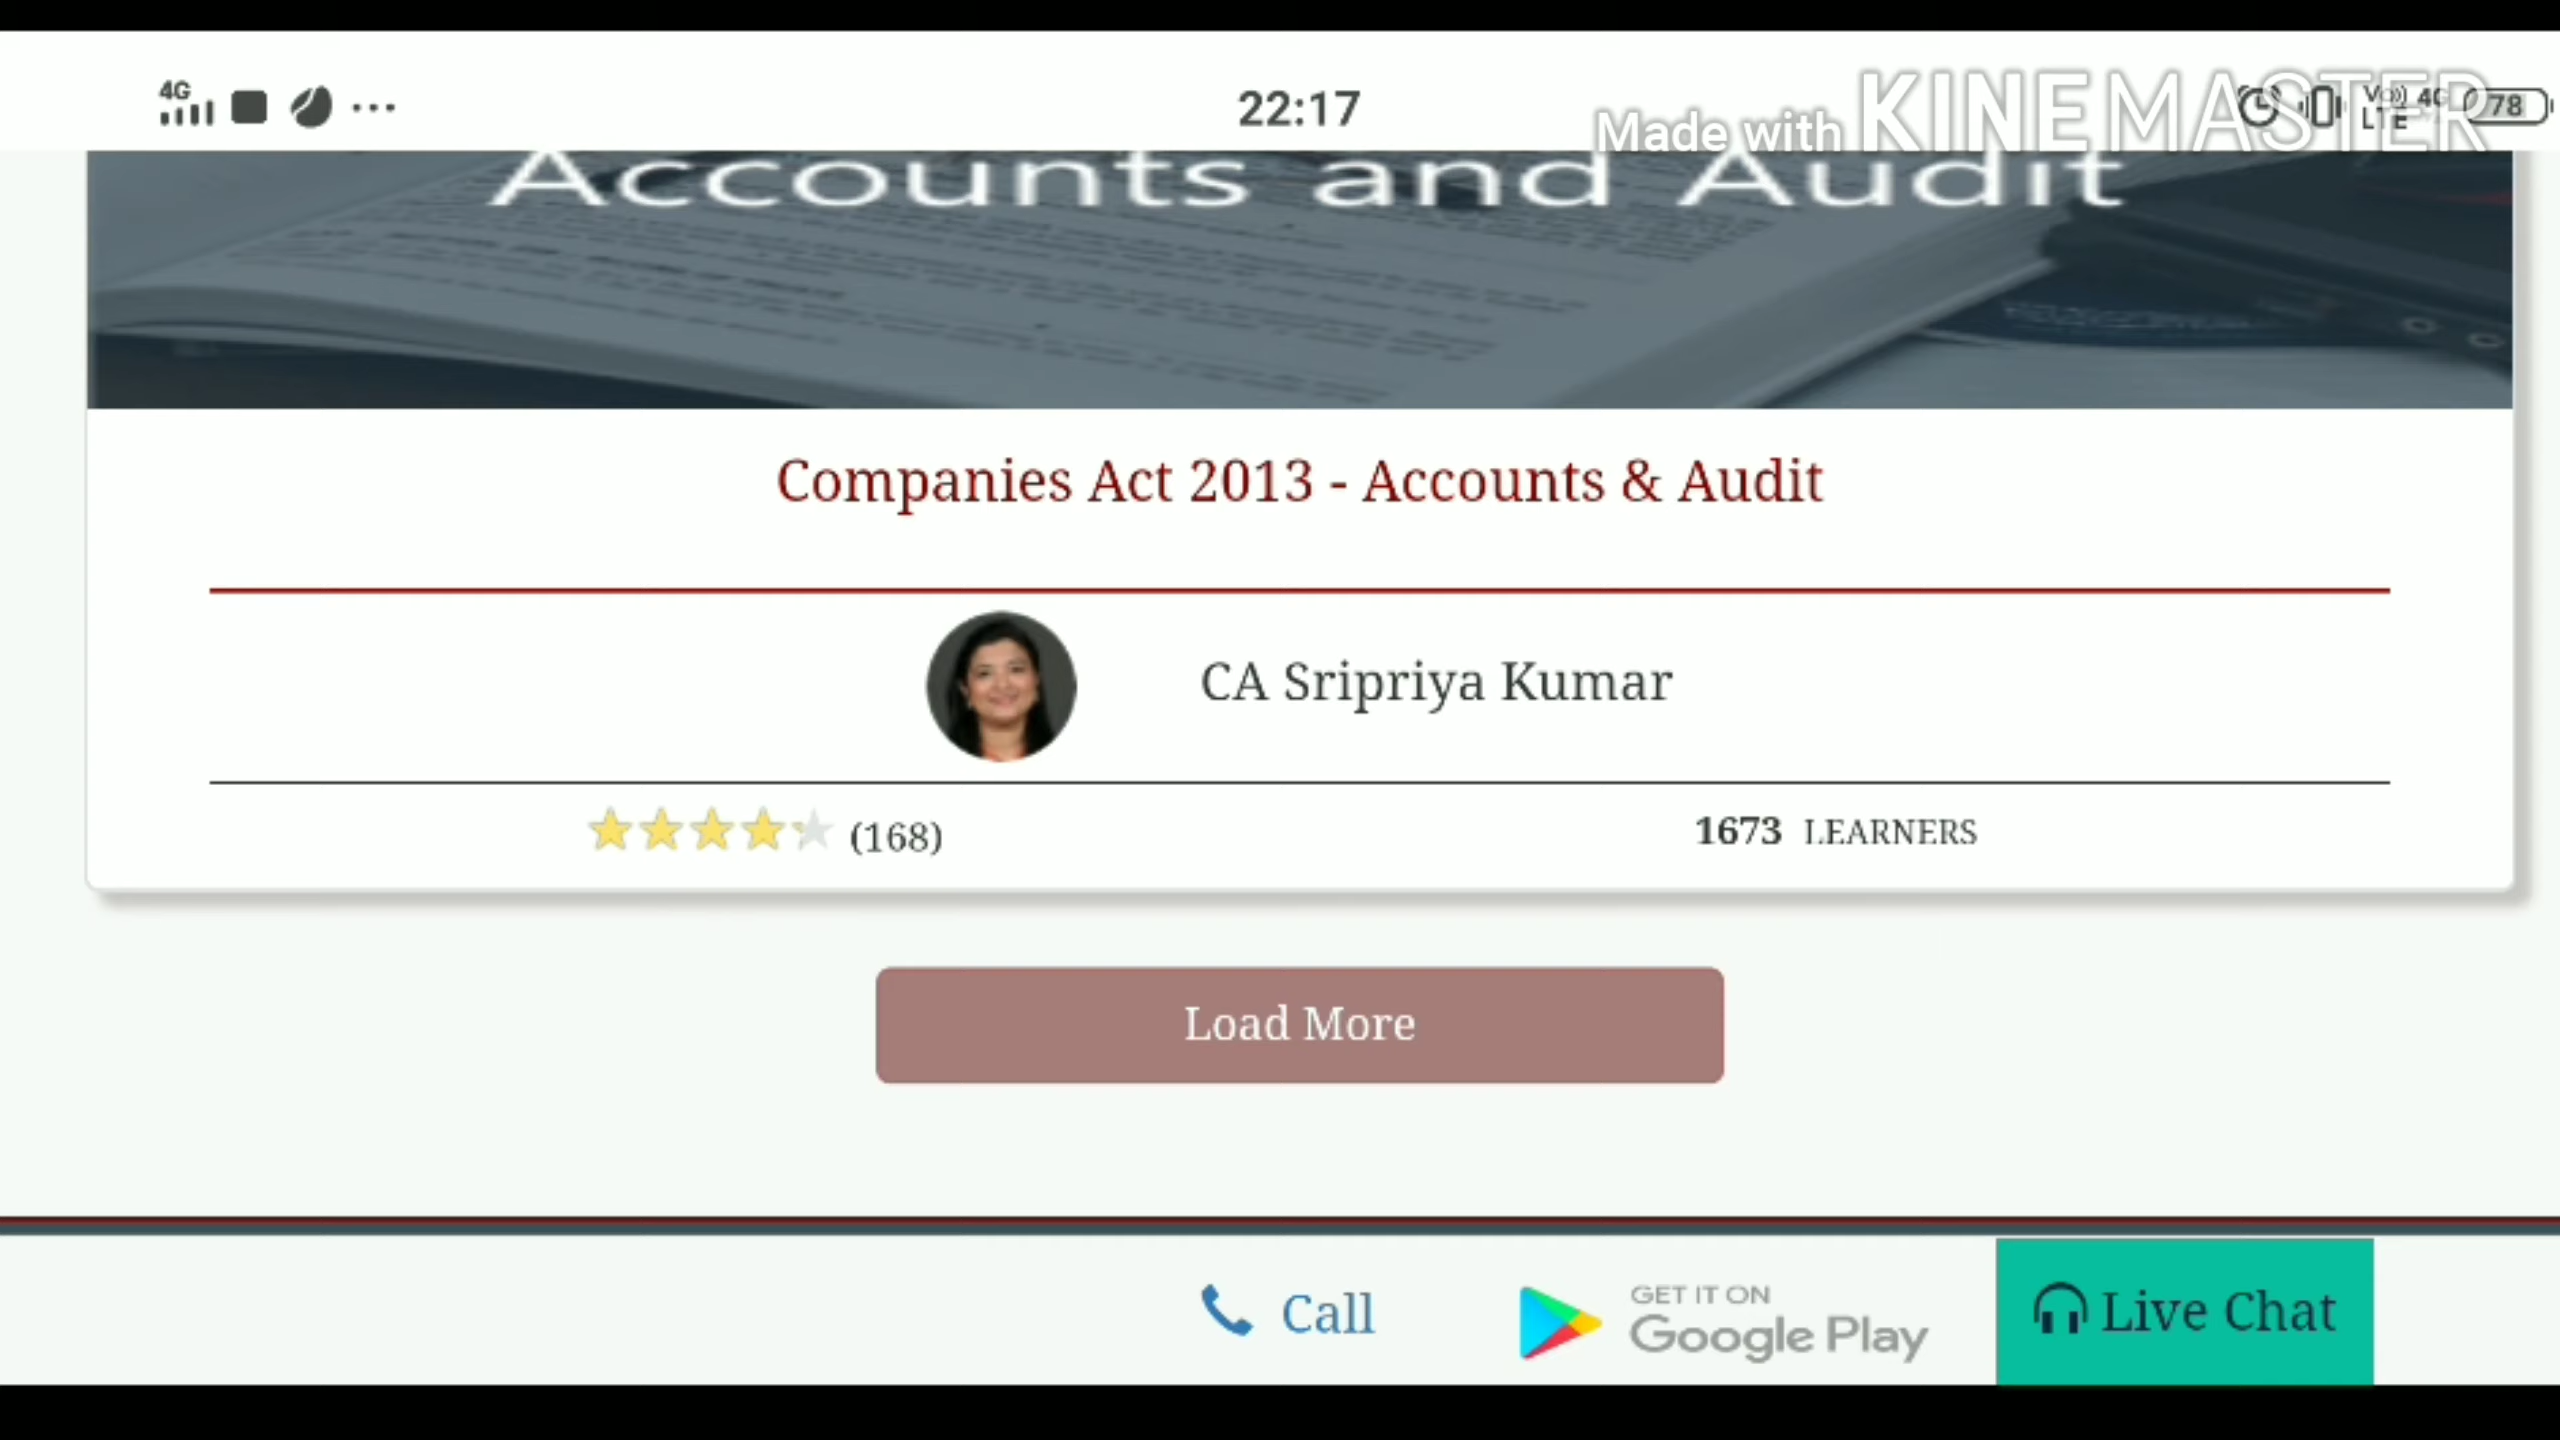 4G
22:17
Made with KINEMASTER
4G
78
Accounts and Audit
Companies Act 2013 - Accounts & Audit
CA Sripriya Kumar
(168)
1673 LEARNERS
Load More
Call
GET IT ON
Google Play
Live Chat